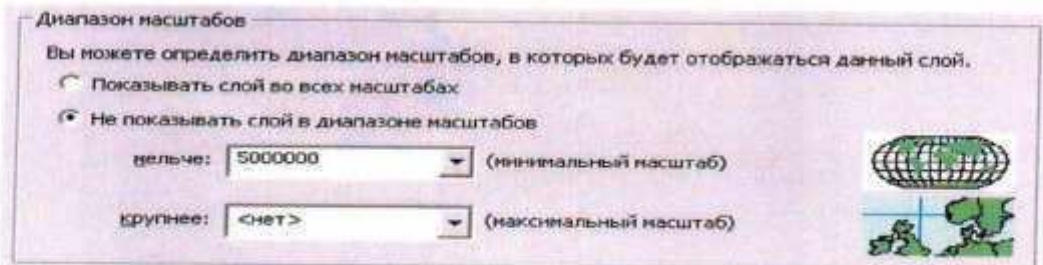 Диапазон масштабов
Вы можете определить диапазон масштабов, в которых будет отображаться данный слой.
Показывать слой во всех масштабах
Не показывать слой в диапазоне масштабов
мельче: 5000000 (минимальный масштаб)
крупнее: <нет> (максимальный масштаб)